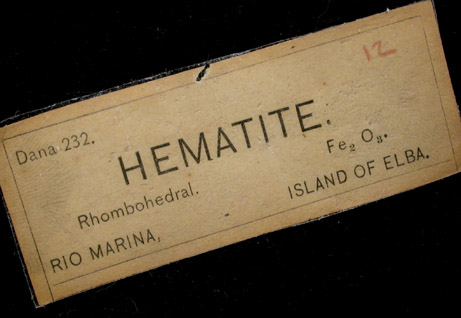 12
Dana 232.
HEMATITE.
Rhombohedral. Fe₂ O₃.
RIO MARINA, ISLAND OF ELBA.